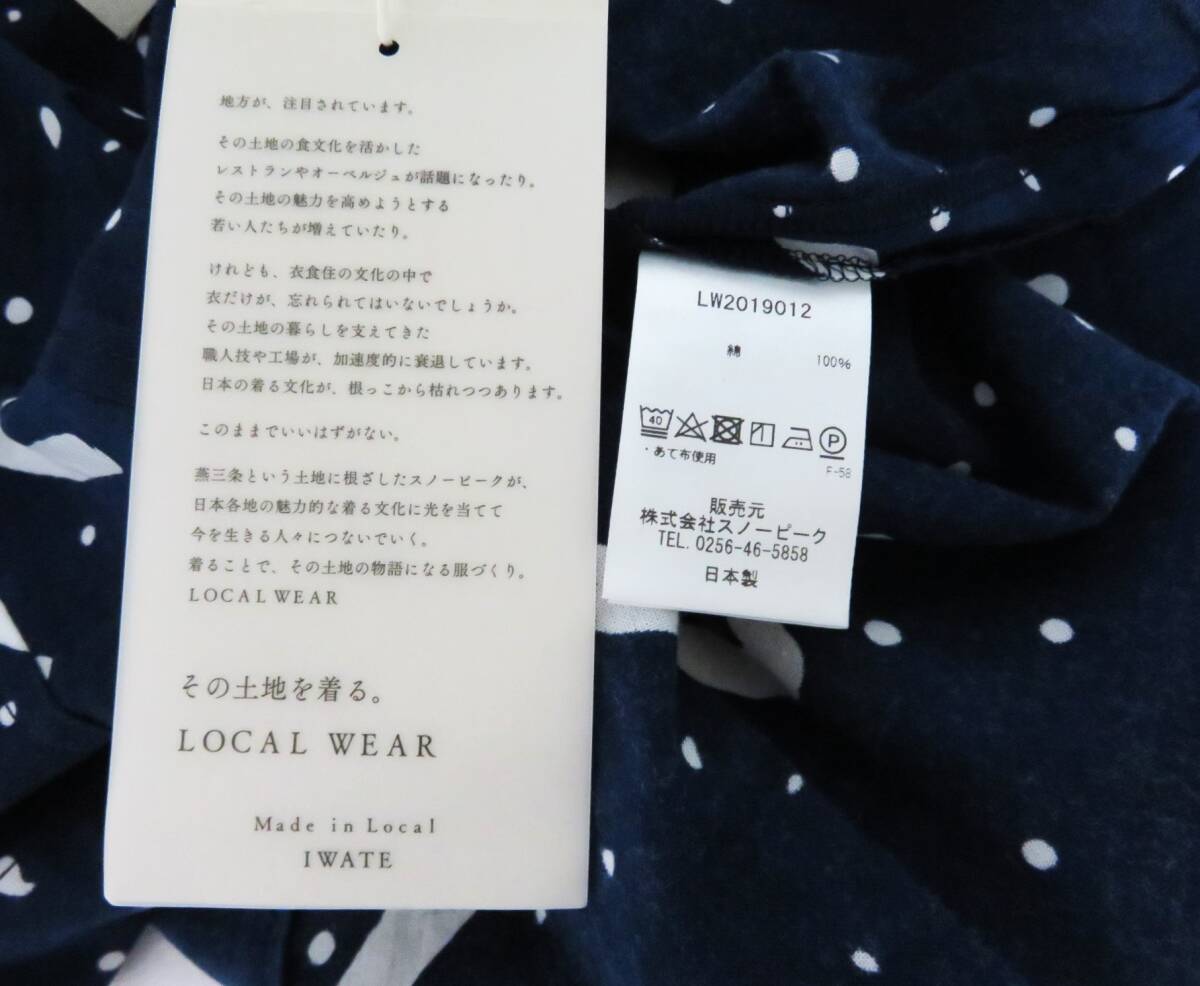 地方が、注目されています。
その土地の食文化を活かした
レストランやオーベルジュが話題になったり。
その土地の魅力を高めようとする
若い人たちが増えていたり。
けれども、衣食住の文化の中で
衣だけが、忘れられてはいないでしょうか。
その土地の暮らしを支えてきた
職人技や工場が、加速度的に衰退しています。
日本の着る文化が、根っこから枯れつつあります。
このままでいいはずがない。
燕三条という土地に根ざしたスノーピークが、
日本各地の魅力的な着る文化に光を当てて
今を生きる人々につないでいく。
着ることで、その土地の物語になる服づくり。
LOCAL WEAR
その土地を着る。
LOCAL WEAR
Made in Local
IWATE
LW2019012
綿 100%
40 P
・あて布使用
F-58
販売元
株式会社スノーピーク
TEL. 0256-46-5858
日本製